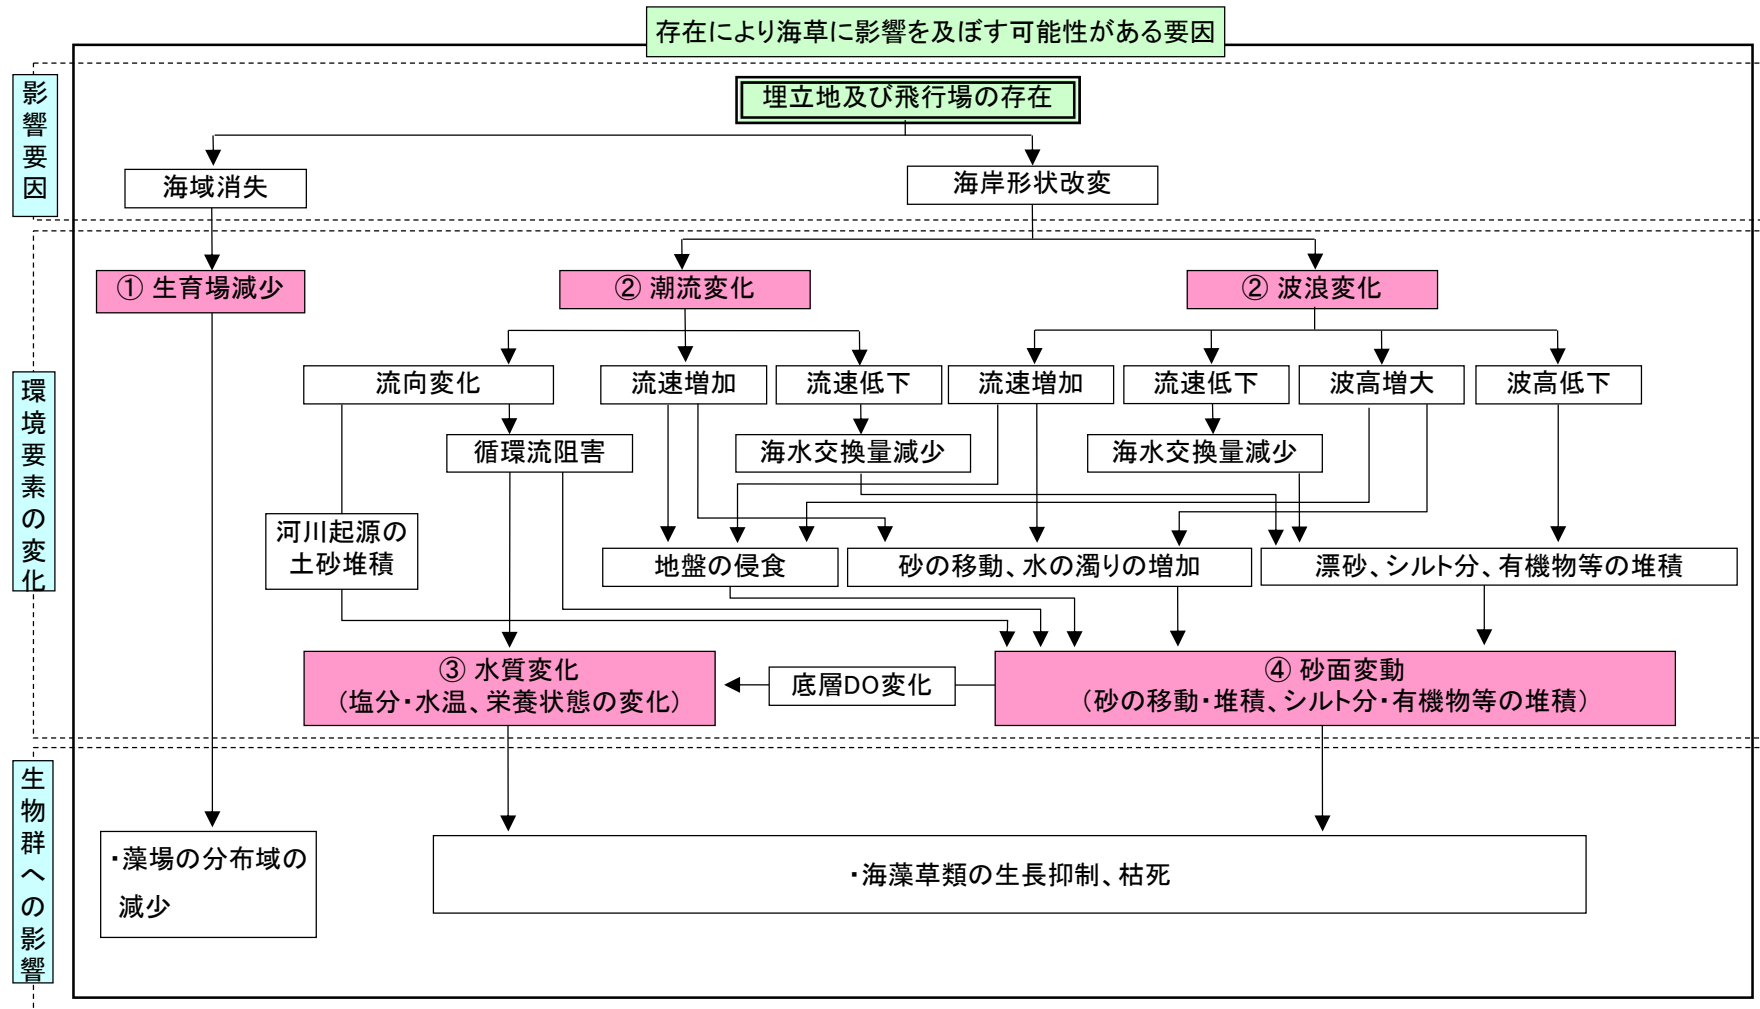 存在により海草に影響を及ぼす可能性がある要因
影響要因
埋立地及び飛行場の存在
海域消失
海岸形状改変
環境要素の変化
① 生育場減少
② 潮流変化
② 波浪変化
流向変化
流速増加
流速低下
流速増加
流速低下
波高増大
波高低下
循環流阻害
海水交換量減少
海水交換量減少
河川起源の
土砂堆積
地盤の侵食
砂の移動、水の濁りの増加
漂砂、シルト分、有機物等の堆積
③ 水質変化
（塩分・水温、栄養状態の変化）
底層DO変化
④ 砂面変動
（砂の移動・堆積、シルト分・有機物等の堆積）
生物群への影響
・藻場の分布域の
減少
・海藻草類の生長抑制、枯死